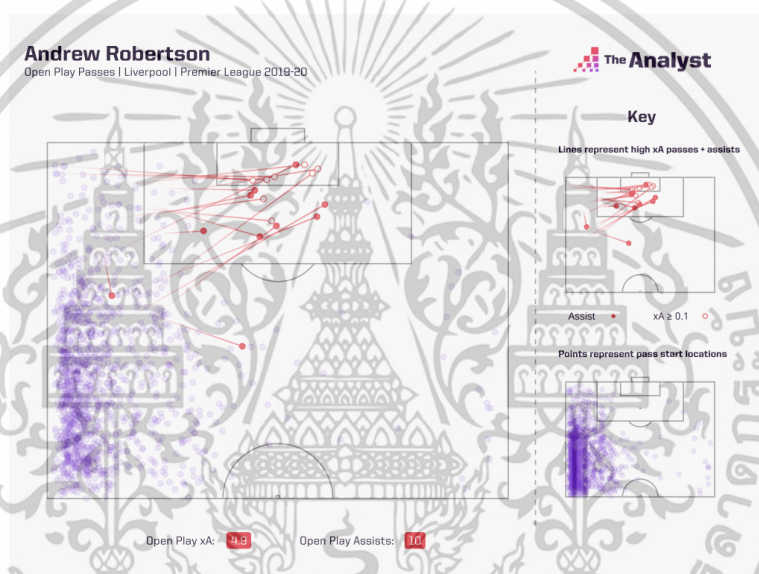 Andrew Robertson
Open Play Passes | Liverpool | Premier League 2019-20
The Analyst
Key
Lines represent high xA passes + assists
Assist
xA ≥ 0.1
Points represent pass start locations
Open Play xA: 4.9
Open Play Assists: 10